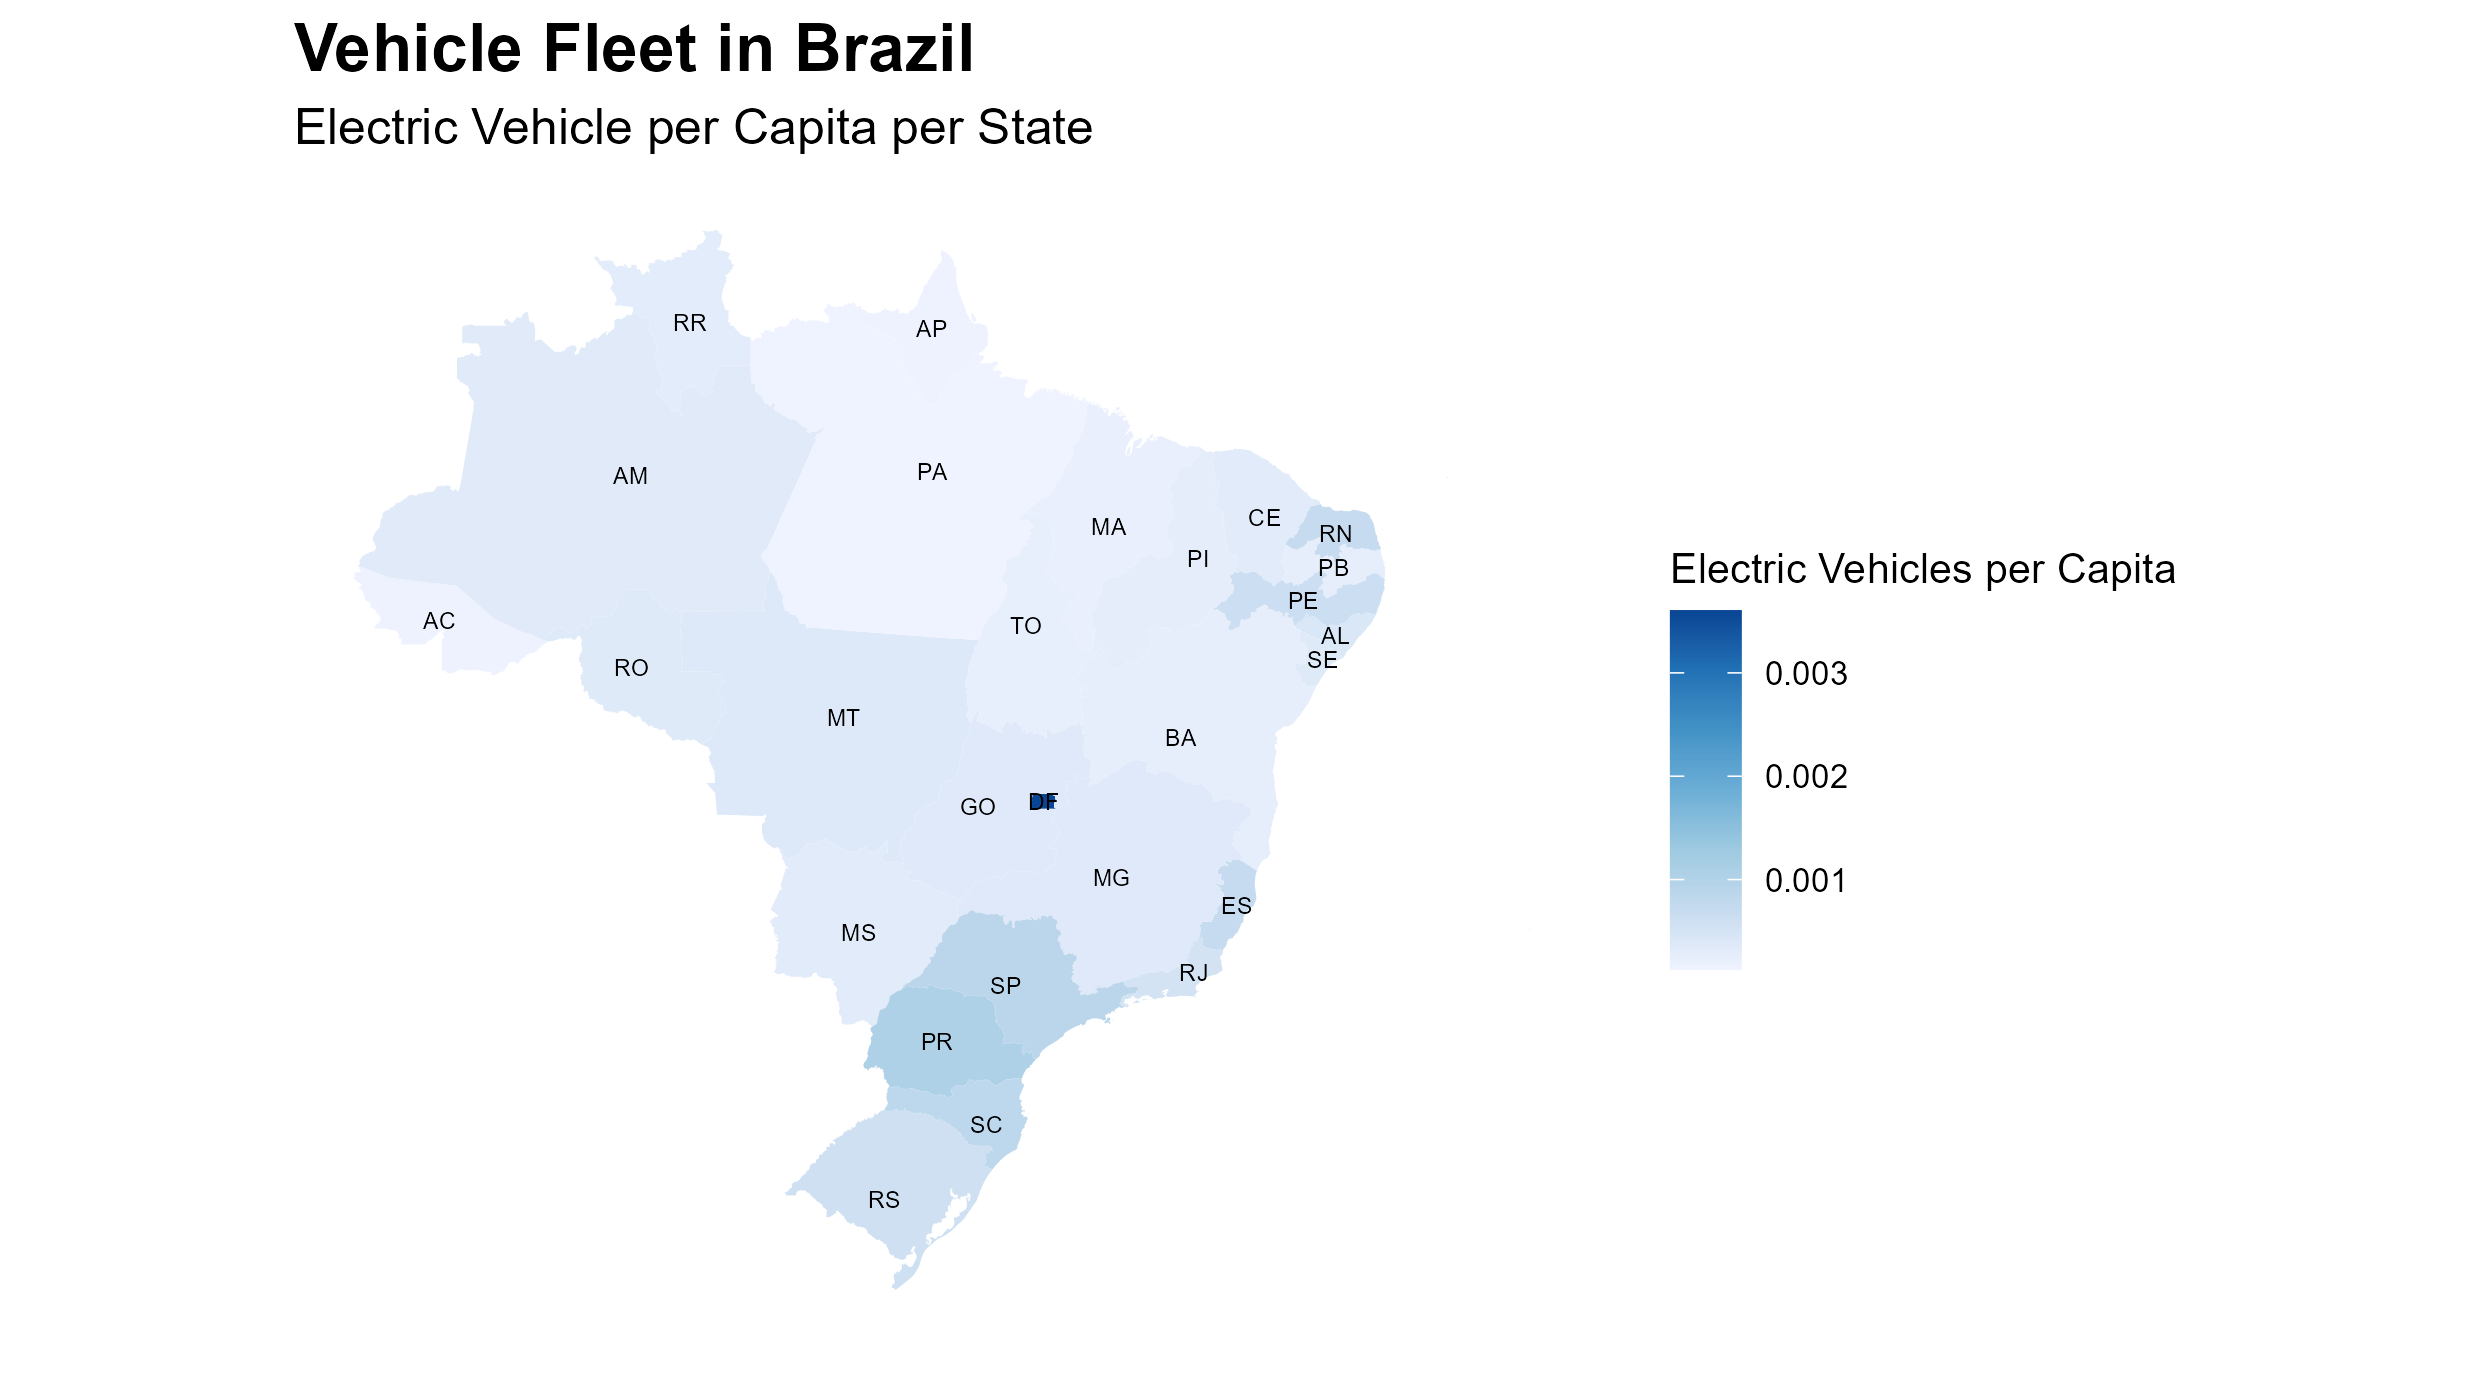 Vehicle Fleet in Brazil
Electric Vehicle per Capita per State
RR
AP
AM
PA
CE
MA
RN
PI
PB
PE
AC
TO
AL
SE
RO
MT
BA
DF
GO
MG
ES
MS
RJ
SP
PR
SC
RS
Electric Vehicles per Capita
0.003
0.002
0.001